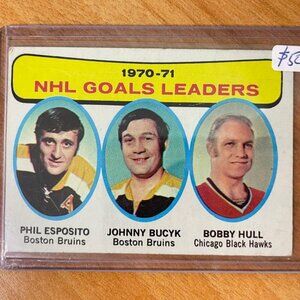 1970-71
NHL GOALS LEADERS
PHIL ESPOSITO
Boston Bruins
JOHNNY BUCYK
Boston Bruins
BOBBY HULL
Chicago Black Hawks